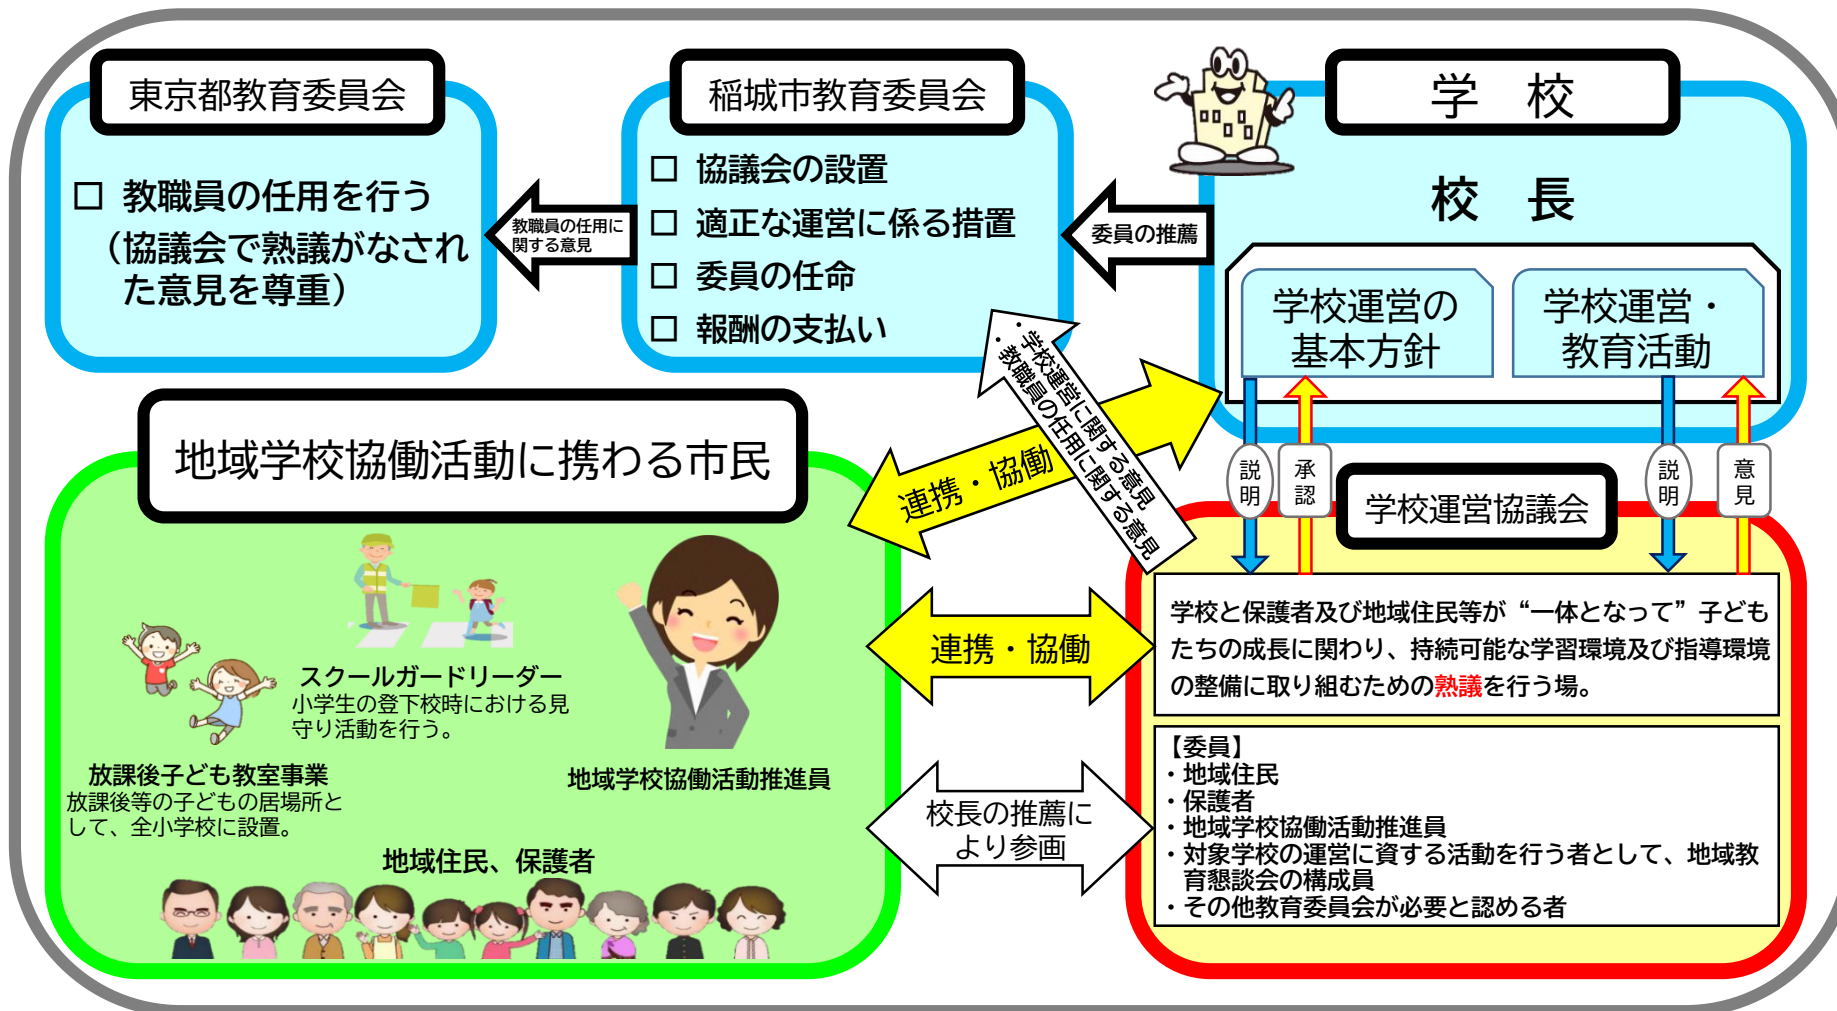 東京都教育委員会
□ 教職員の任用を行う
（協議会で熟議がなされ
た意見を尊重）
教職員の任用に
関する意見
稲城市教育委員会
□ 協議会の設置
□ 適正な運営に係る措置
□ 委員の任命
□ 報酬の支払い
委員の推薦
学　校
校　長
学校運営の
基本方針
学校運営・
教育活動
説明
承認
説明
意見
・学校運営に関する意見
・教職員の任用に関する意見
連携・協働
地域学校協働活動に携わる市民
スクールガードリーダー
小学生の登下校時における見
守り活動を行う。
放課後子ども教室事業
放課後等の子どもの居場所と
して、全小学校に設置。
地域学校協働活動推進員
地域住民、保護者
連携・協働
校長の推薦に
より参画
学校運営協議会
学校と保護者及び地域住民等が“一体となって”子ども
たちの成長に関わり、持続可能な学習環境及び指導環境
の整備に取り組むための熟議を行う場。
【委員】
・地域住民
・保護者
・地域学校協働活動推進員
・対象学校の運営に資する活動を行う者として、地域教
育懇談会の構成員
・その他教育委員会が必要と認める者